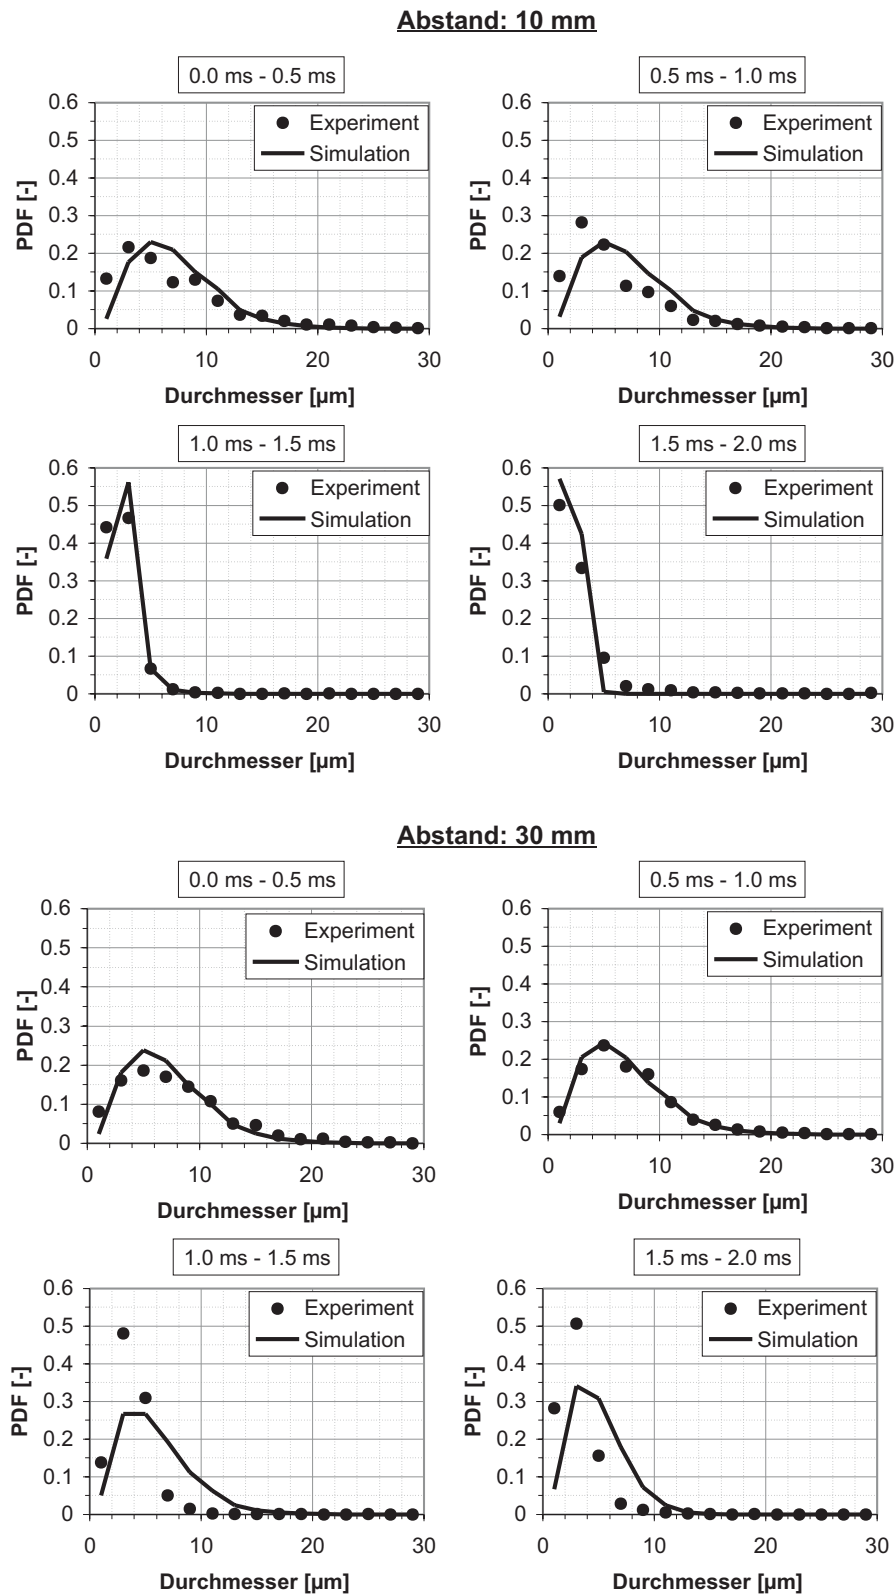 Abstand: 10 mm
0.0 ms - 0.5 ms
PDF [-]
0.6
0.5
0.4
0.3
0.2
0.1
0
Experiment
Simulation
0 10 20 30
Durchmesser [µm]
0.5 ms - 1.0 ms
PDF [-]
0.6
0.5
0.4
0.3
0.2
0.1
0
Experiment
Simulation
0 10 20 30
Durchmesser [µm]
1.0 ms - 1.5 ms
PDF [-]
0.6
0.5
0.4
0.3
0.2
0.1
0
Experiment
Simulation
0 10 20 30
Durchmesser [µm]
1.5 ms - 2.0 ms
PDF [-]
0.6
0.5
0.4
0.3
0.2
0.1
0
Experiment
Simulation
0 10 20 30
Durchmesser [µm]
Abstand: 30 mm
0.0 ms - 0.5 ms
PDF [-]
0.6
0.5
0.4
0.3
0.2
0.1
0
Experiment
Simulation
0 10 20 30
Durchmesser [µm]
0.5 ms - 1.0 ms
PDF [-]
0.6
0.5
0.4
0.3
0.2
0.1
0
Experiment
Simulation
0 10 20 30
Durchmesser [µm]
1.0 ms - 1.5 ms
PDF [-]
0.6
0.5
0.4
0.3
0.2
0.1
0
Experiment
Simulation
0 10 20 30
Durchmesser [µm]
1.5 ms - 2.0 ms
PDF [-]
0.6
0.5
0.4
0.3
0.2
0.1
0
Experiment
Simulation
0 10 20 30
Durchmesser [µm]